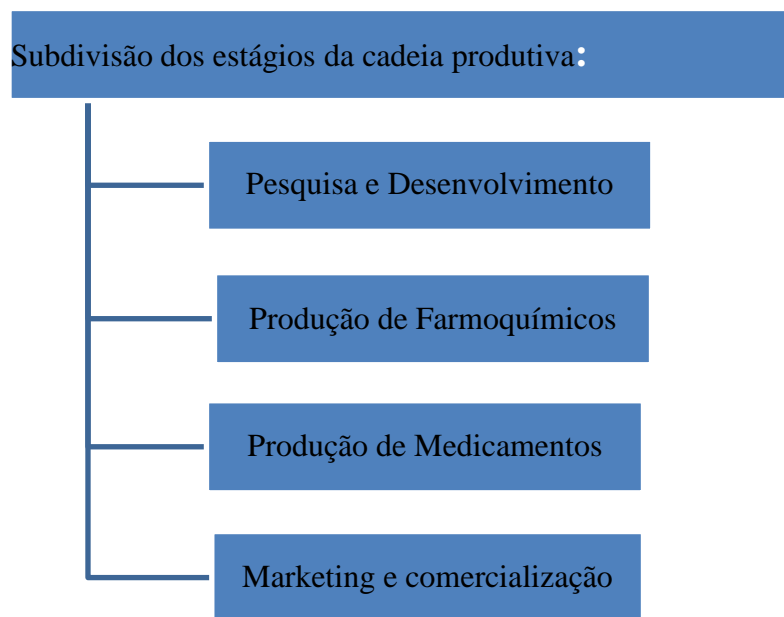 Subdivisão dos estágios da cadeia produtiva:
Pesquisa e Desenvolvimento
Produção de Farmoquímicos
Produção de Medicamentos
Marketing e comercialização